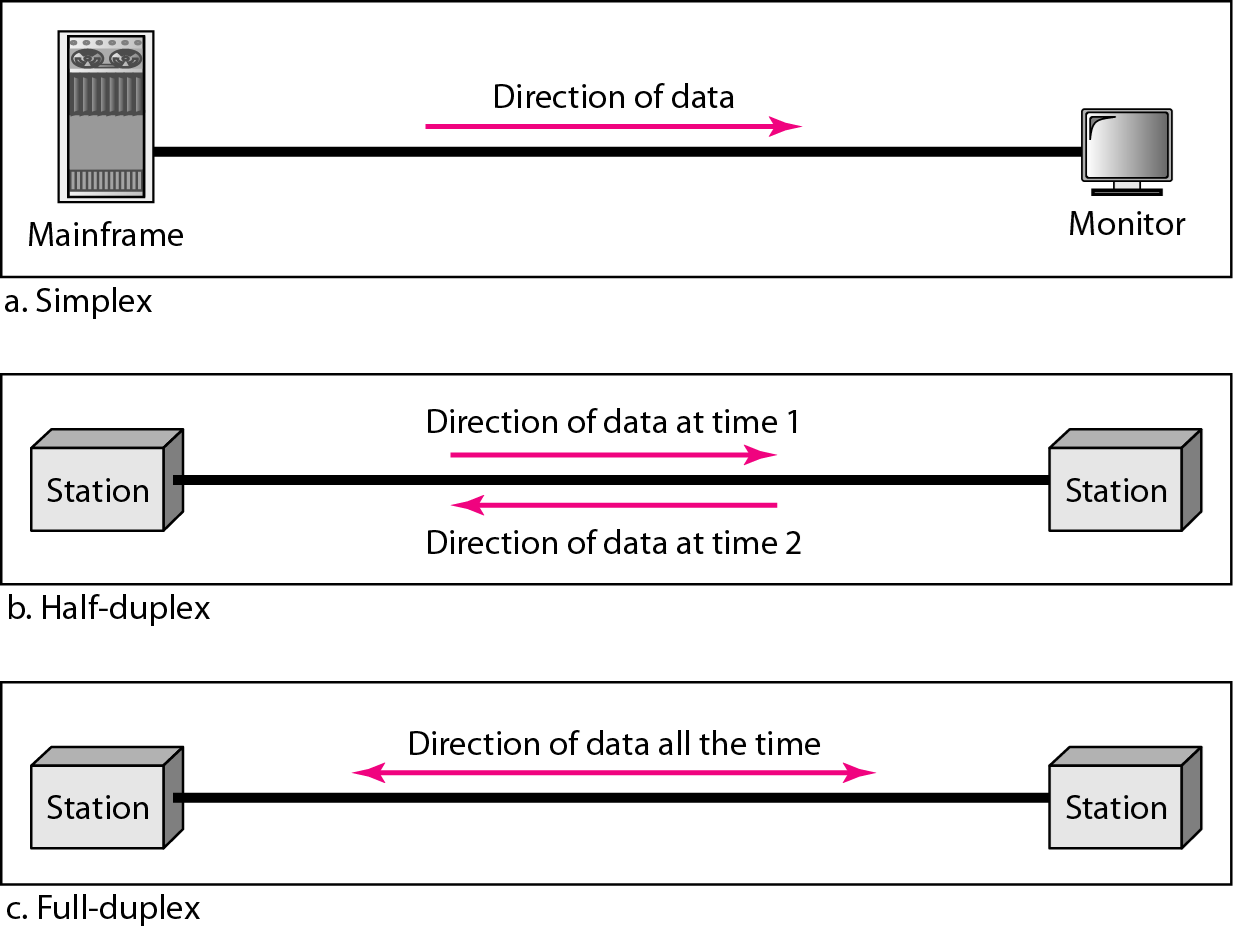 Direction of data
Mainframe
Monitor
a. Simplex
Direction of data at time 1
Station
Station
Direction of data at time 2
b. Half-duplex
Direction of data all the time
Station
Station
c. Full-duplex